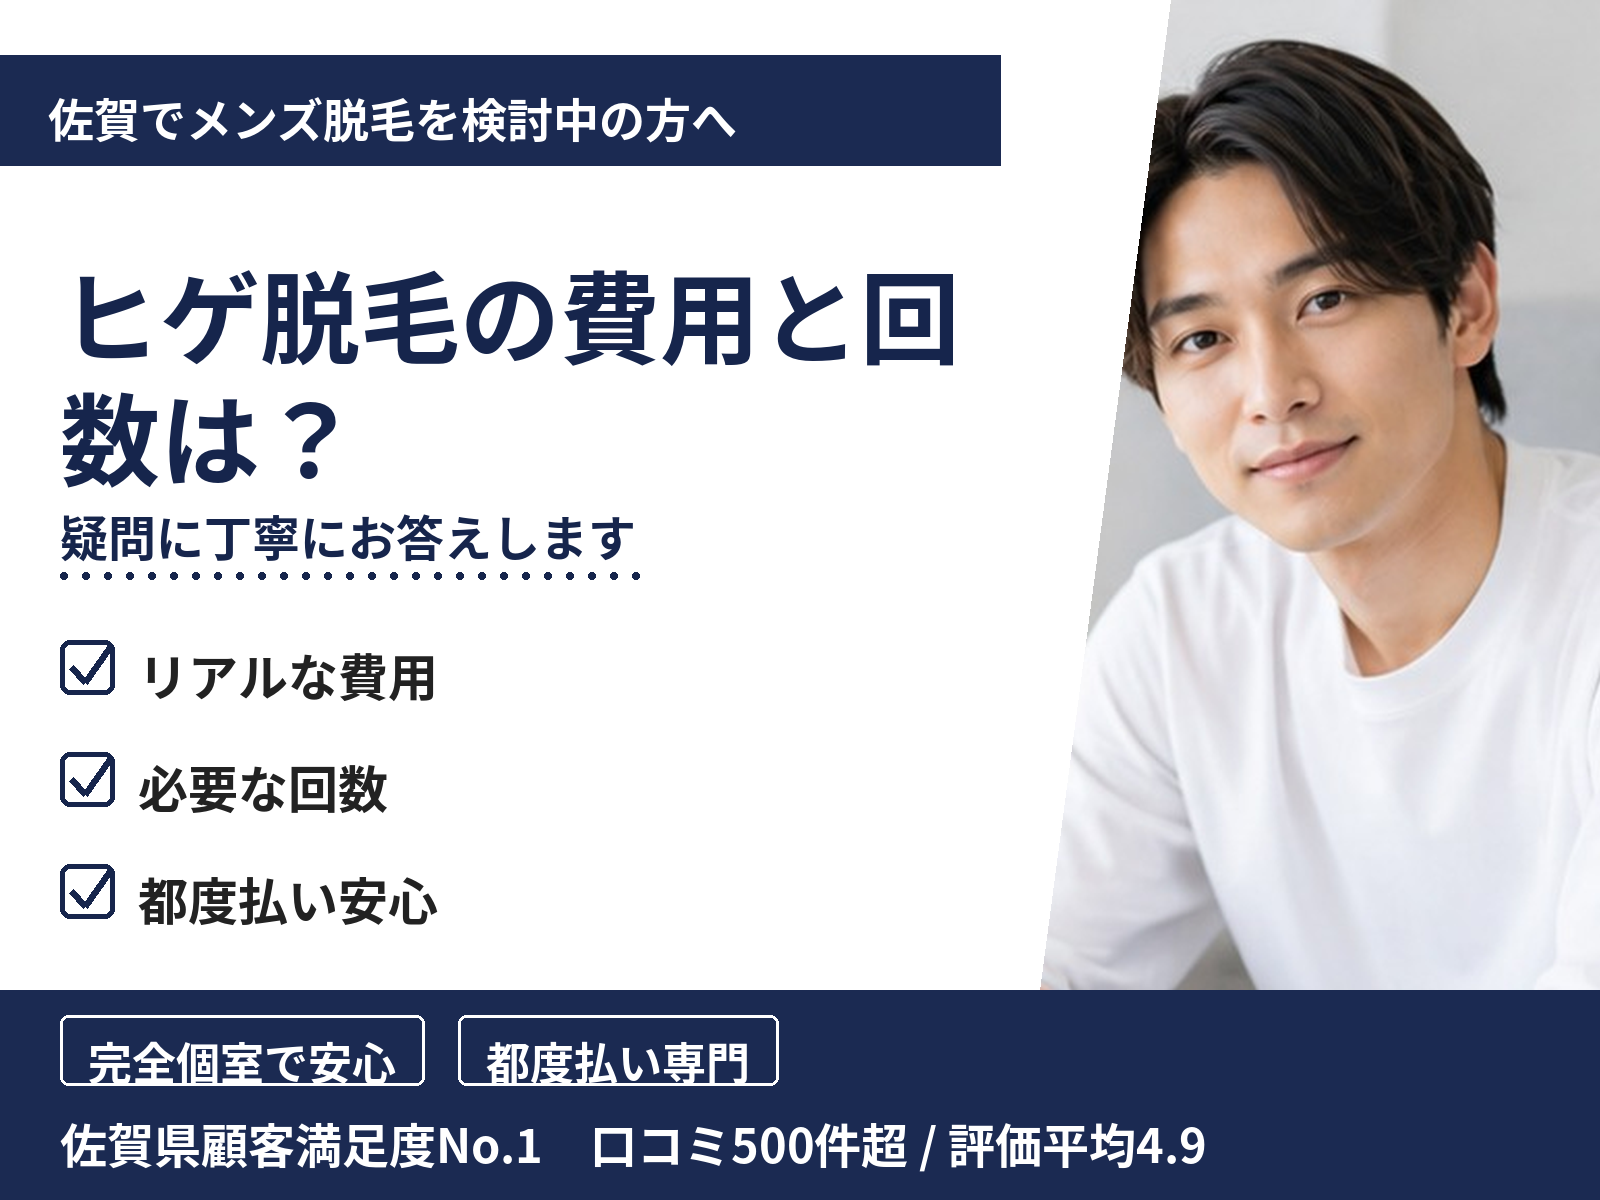 佐賀でメンズ脱毛を検討中の方へ
ヒゲ脱毛の費用と回
数は？
疑問に丁寧にお答えします
リアルな費用
必要な回数
都度払い安心
完全個室で安心 都度払い専門
佐賀県顧客満足度No.1　口コミ500件超 / 評価平均4.9